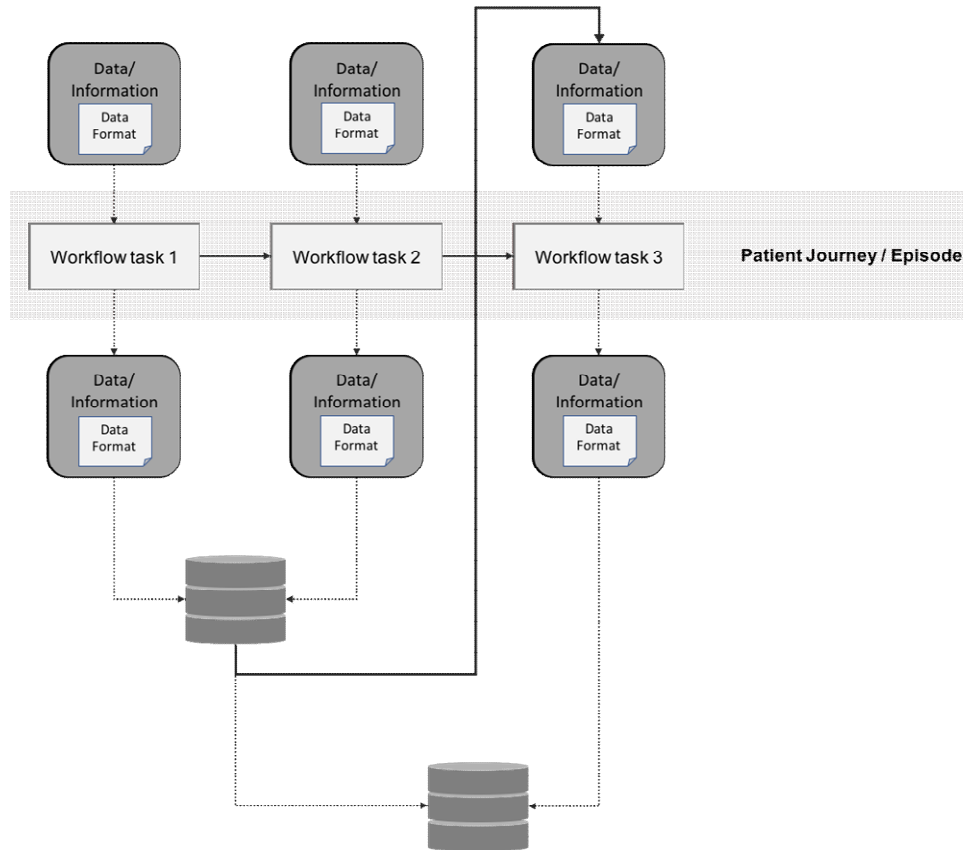 Data/
Information
Data
Format
Data/
Information
Data
Format
Data/
Information
Data
Format
Workflow task 1
Workflow task 2
Workflow task 3
Patient Journey / Episode
Data/
Information
Data
Format
Data/
Information
Data
Format
Data/
Information
Data
Format